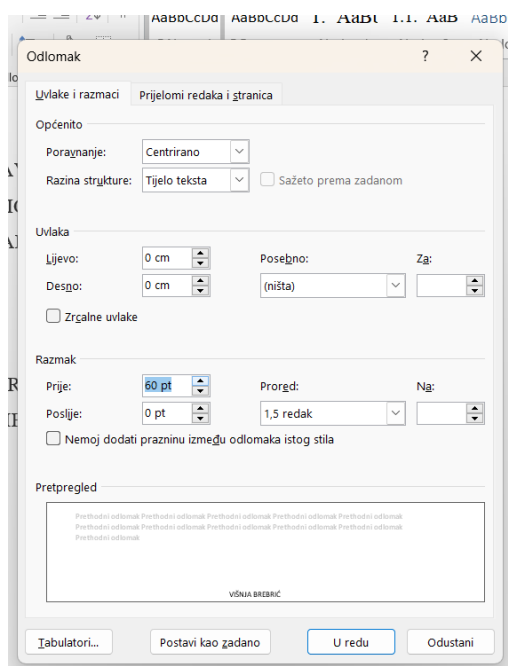 AaBbCcDd AaBbCcDd 1. AaBl 1.1. AaB AaBb
Odlomak ? ×
Uvlake i razmaci Prijelomi redaka i stranica
Općenito
Poravnanje: Centrirano
Razina strukture: Tijelo teksta Sažeto prema zadanom
Uvlaka
Lijevo: 0 cm Posebno: Za:
Desno: 0 cm (ništa)
Zrcalne uvlake
Razmak
Prije: 60 pt Prored: Na:
Poslije: 0 pt 1,5 redak
Nemoj dodati prazninu između odlomaka istog stila
Pretpregled
Prethodni odlomak Prethodni odlomak Prethodni odlomak Prethodni odlomak Prethodni odlomak
Prethodni odlomak Prethodni odlomak Prethodni odlomak Prethodni odlomak Prethodni odlomak
Prethodni odlomak
VIŠNJA BREBRIĆ
Tabulatori... Postavi kao zadano U redu Odustani